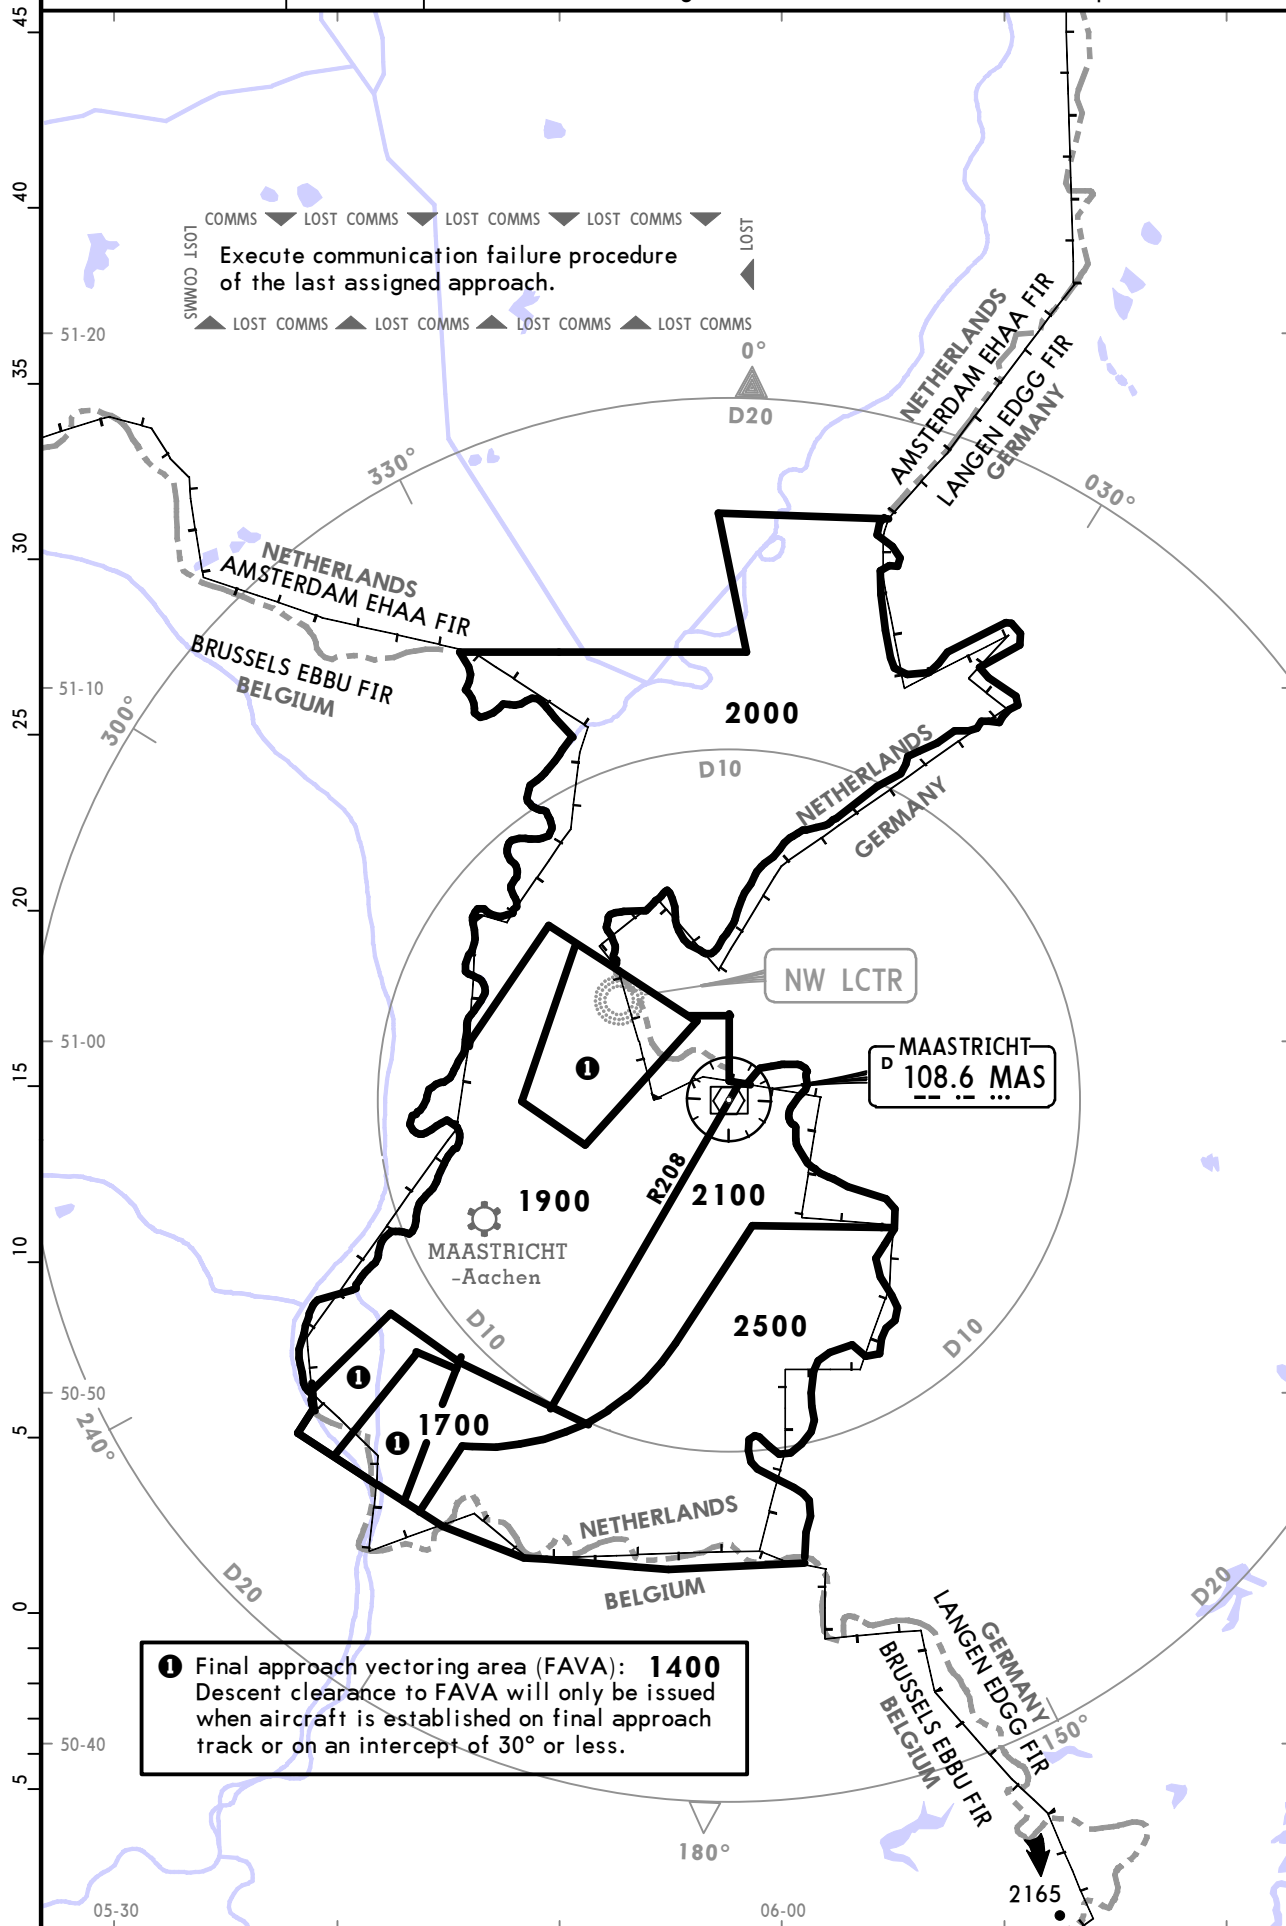 45
40
35
30
25
20
15
10
5
0
5
COMMS LOST COMMS LOST COMMS LOST COMMS LOST
LOST COMMS
Execute communication failure procedure
of the last assigned approach.
LOST COMMS LOST COMMS LOST COMMS LOST COMMS
51-20
0°
D20
330°
030°
NETHERLANDS
AMSTERDAM EHAA FIR
LANGEN EDGG FIR
GERMANY
NETHERLANDS
AMSTERDAM EHAA FIR
BRUSSELS EBBU FIR
BELGIUM
51-10
300°
2000
D10
NETHERLANDS
GERMANY
NW LCTR
51-00
MAASTRICHT
D 108.6 MAS
1
R208
1900
2100
MAASTRICHT
-Aachen
2500
D10
D10
1
50-50
1700
1
240°
NETHERLANDS
BELGIUM
D20
D20
1 Final approach vectoring area (FAVA): 1400
Descent clearance to FAVA will only be issued
when aircraft is established on final approach
track or on an intercept of 30° or less.
GERMANY
LANGEN EDGG FIR
BRUSSELS EBBU FIR
BELGIUM
150°
50-40
180°
2165
05-30
06-00